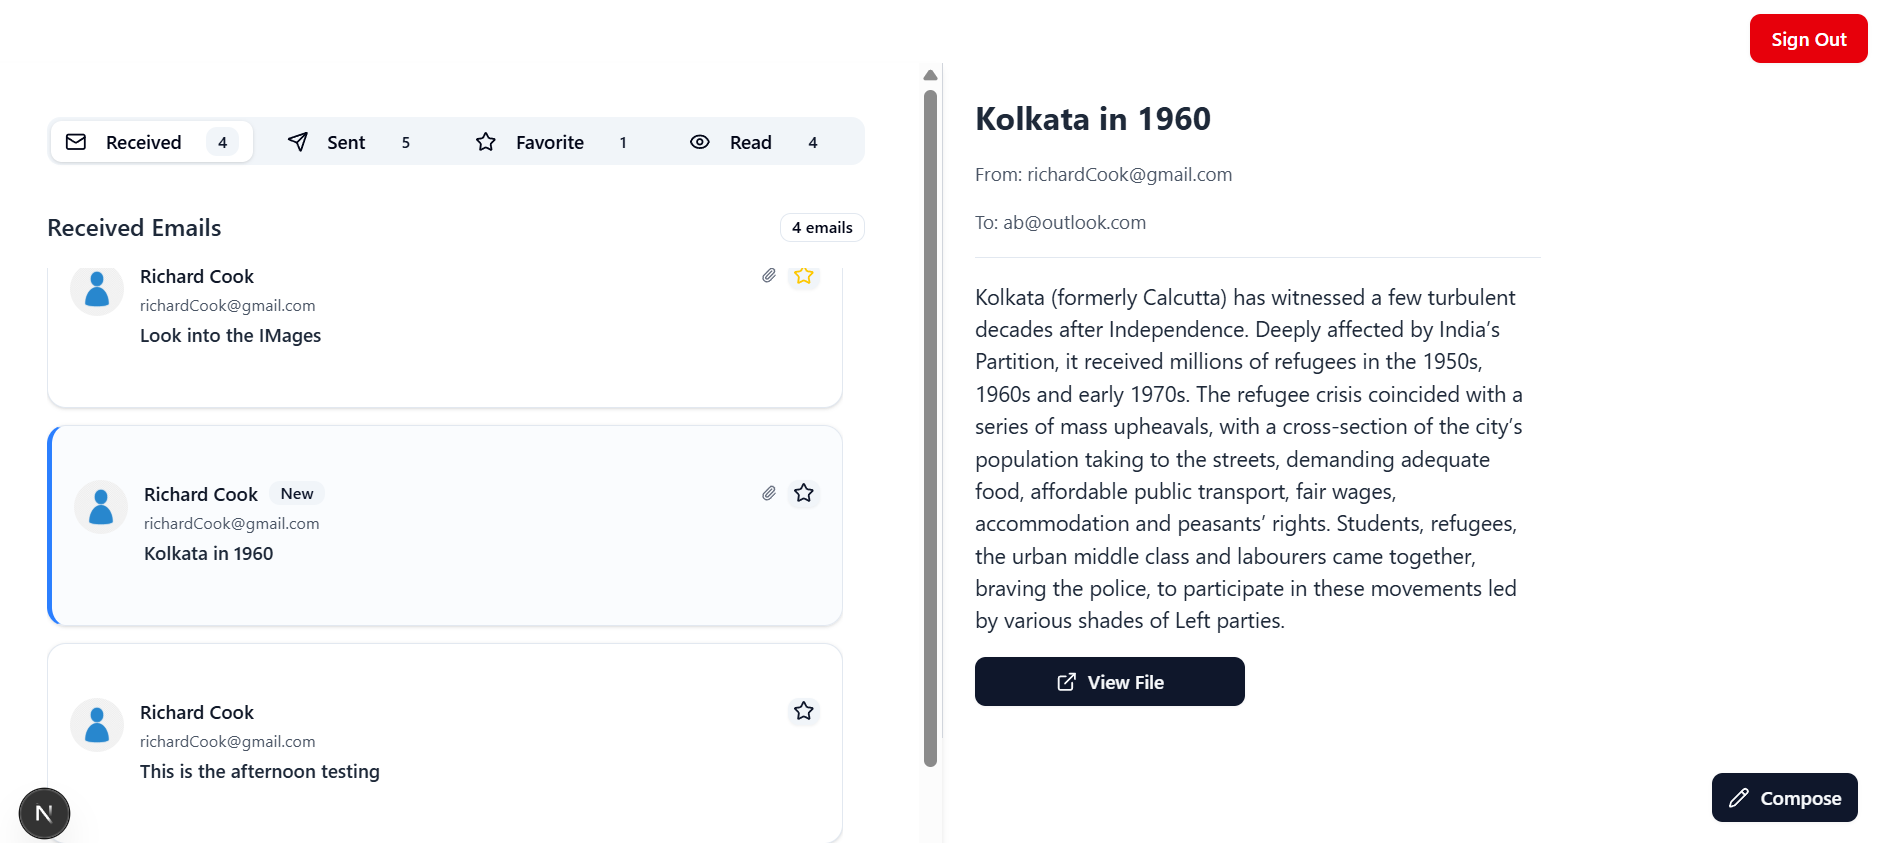 Sign Out
Received 4 Sent 5 Favorite 1 Read 4
Received Emails 4 emails
Richard Cook
richardCook@gmail.com
Look into the IMages
Richard Cook New
richardCook@gmail.com
Kolkata in 1960
Richard Cook
richardCook@gmail.com
This is the afternoon testing
N
Kolkata in 1960
From: richardCook@gmail.com
To: ab@outlook.com
Kolkata (formerly Calcutta) has witnessed a few turbulent
decades after Independence. Deeply affected by India’s
Partition, it received millions of refugees in the 1950s,
1960s and early 1970s. The refugee crisis coincided with a
series of mass upheavals, with a cross-section of the city’s
population taking to the streets, demanding adequate
food, affordable public transport, fair wages,
accommodation and peasants’ rights. Students, refugees,
the urban middle class and labourers came together,
braving the police, to participate in these movements led
by various shades of Left parties.
View File
Compose